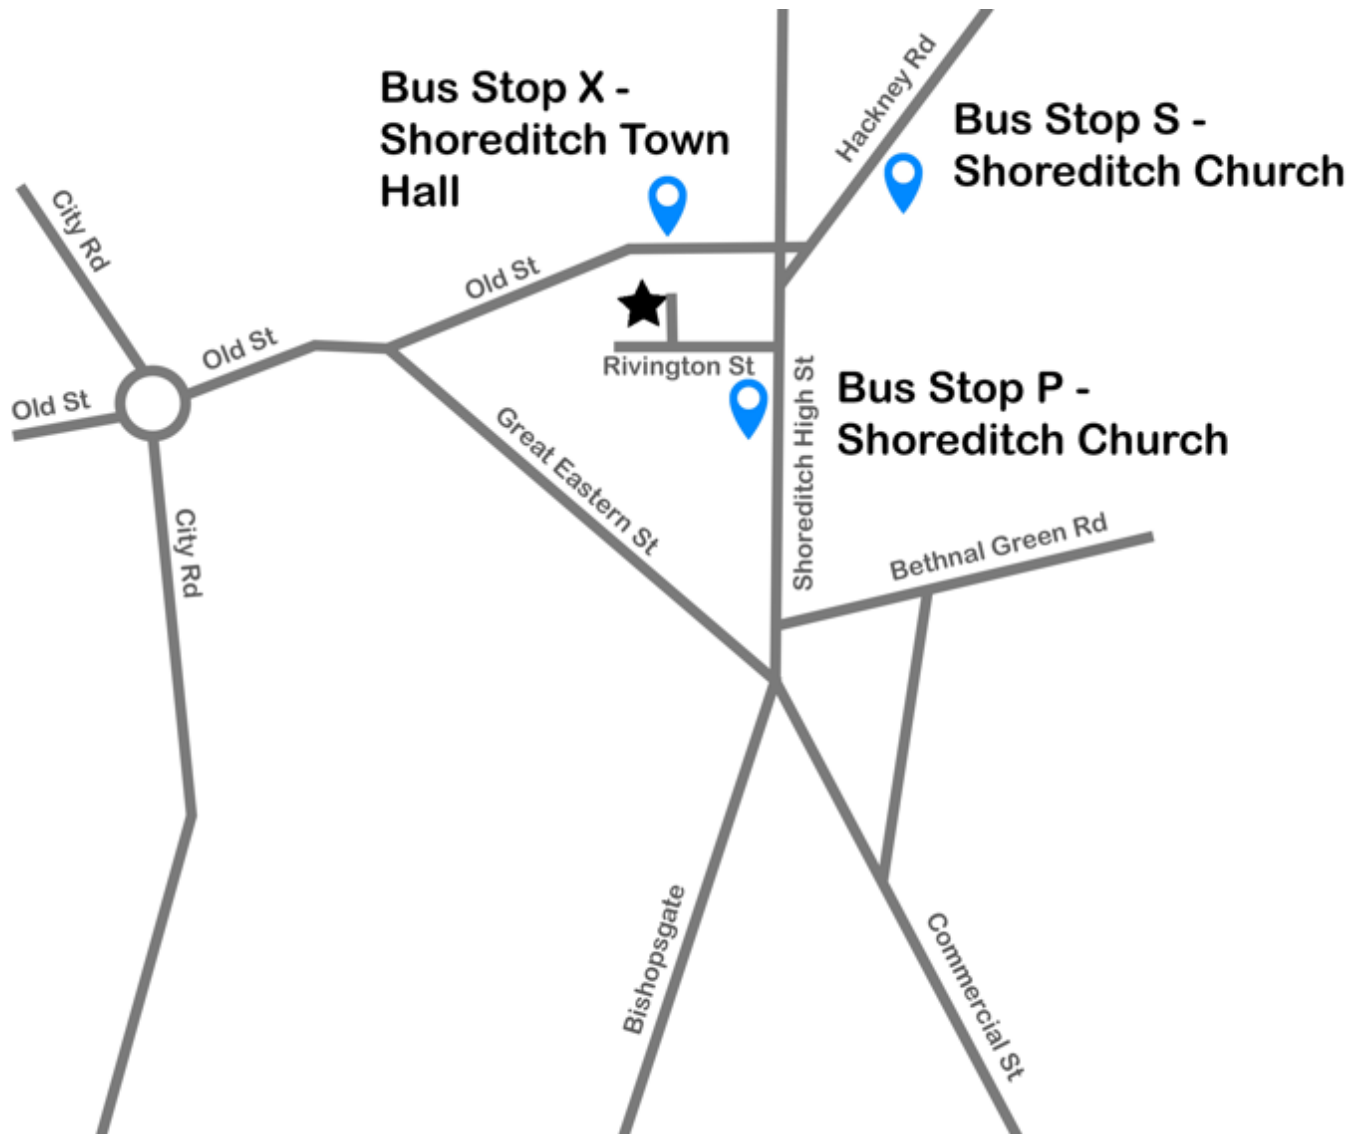 Bus Stop X -
Shoreditch Town
Hall
Hackney Rd
Bus Stop S -
Shoreditch Church
City Rd
Old St
Old St
Old St
Rivington St
Shoreditch High St
Bus Stop P -
Shoreditch Church
Great Eastern St
City Rd
Bethnal Green Rd
Bishopsgate
Commercial St